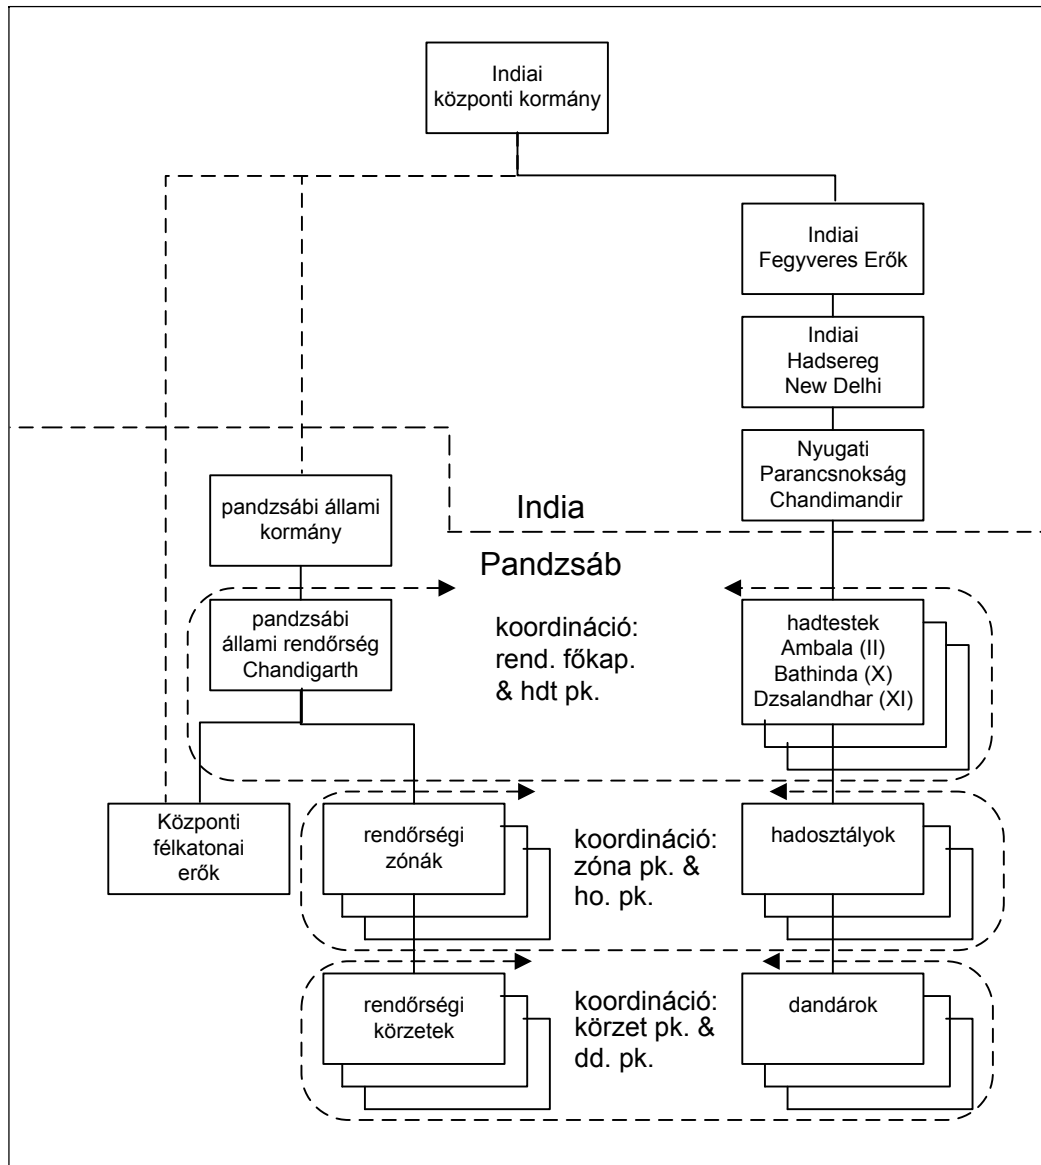 Indiai
központi kormány
Indiai
Fegyveres Erők
Indiai
Hadsereg
New Delhi
Nyugati
Parancsnokság
Chandimandir
pandzsábi állami
kormány
India
Pandzsáb
pandzsábi
állami rendőrség
Chandigarth
koordináció:
rend. főkap.
& hdt pk.
hadtestek
Ambala (II)
Bathinda (X)
Dzsalandhar (XI)
Központi
félkatonai
erők
rendőrségi
zónák
koordináció:
zóna pk. &
ho. pk.
hadosztályok
rendőrségi
körzetek
koordináció:
körzet pk. &
dd. pk.
dandárok